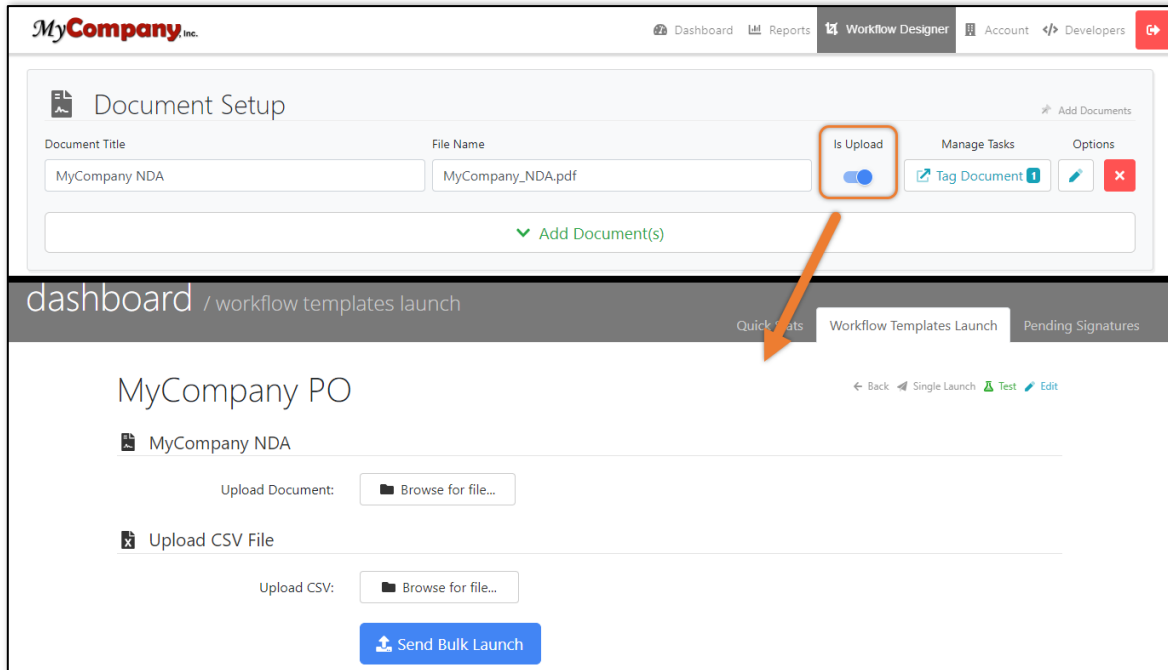 MyCompany, Inc.
Dashboard Reports Workflow Designer Account Developers
Document Setup
Add Documents
Document Title File Name Is Upload Manage Tasks Options
MyCompany NDA MyCompany_NDA.pdf Tag Document 1
Add Document(s)
dashboard / workflow templates launch
Quick Stats Workflow Templates Launch Pending Signatures
MyCompany PO
Back Single Launch Test Edit
MyCompany NDA
Upload Document: Browse for file...
Upload CSV File
Upload CSV: Browse for file...
Send Bulk Launch